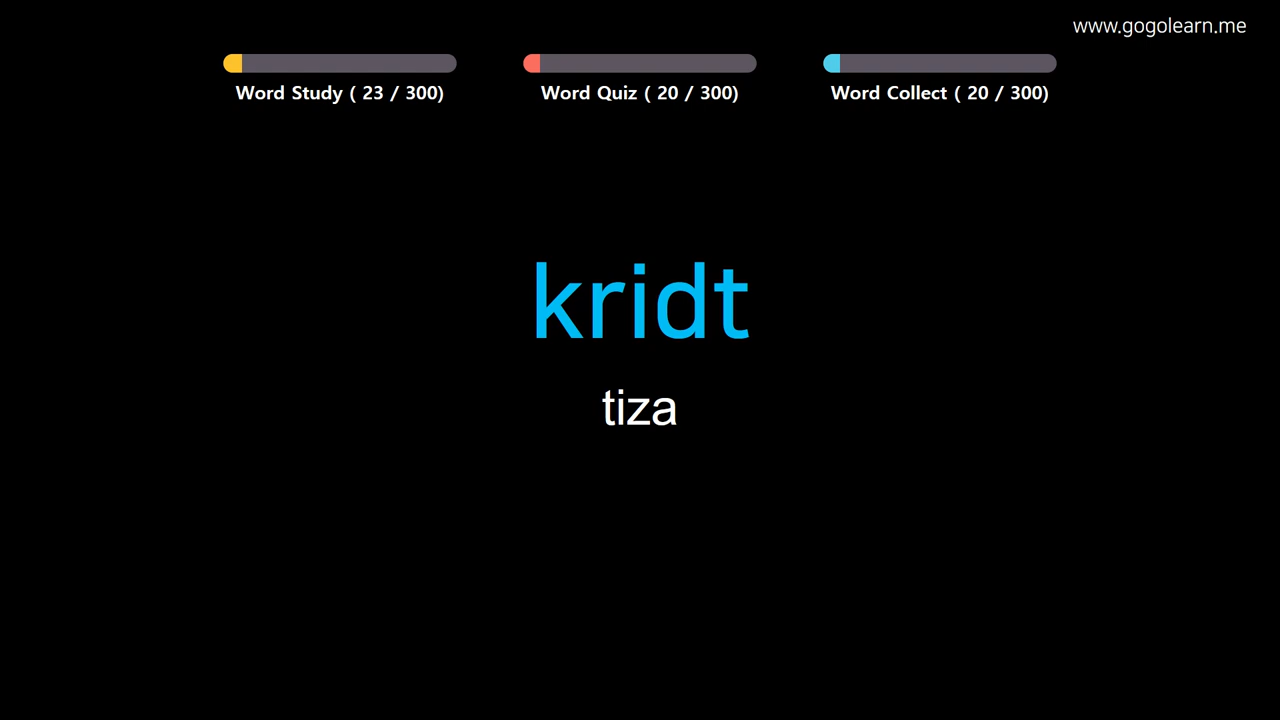 www.gogolearn.me
Word Study ( 23 / 300)
Word Quiz ( 20 / 300)
Word Collect ( 20 / 300)
kridt
tiza